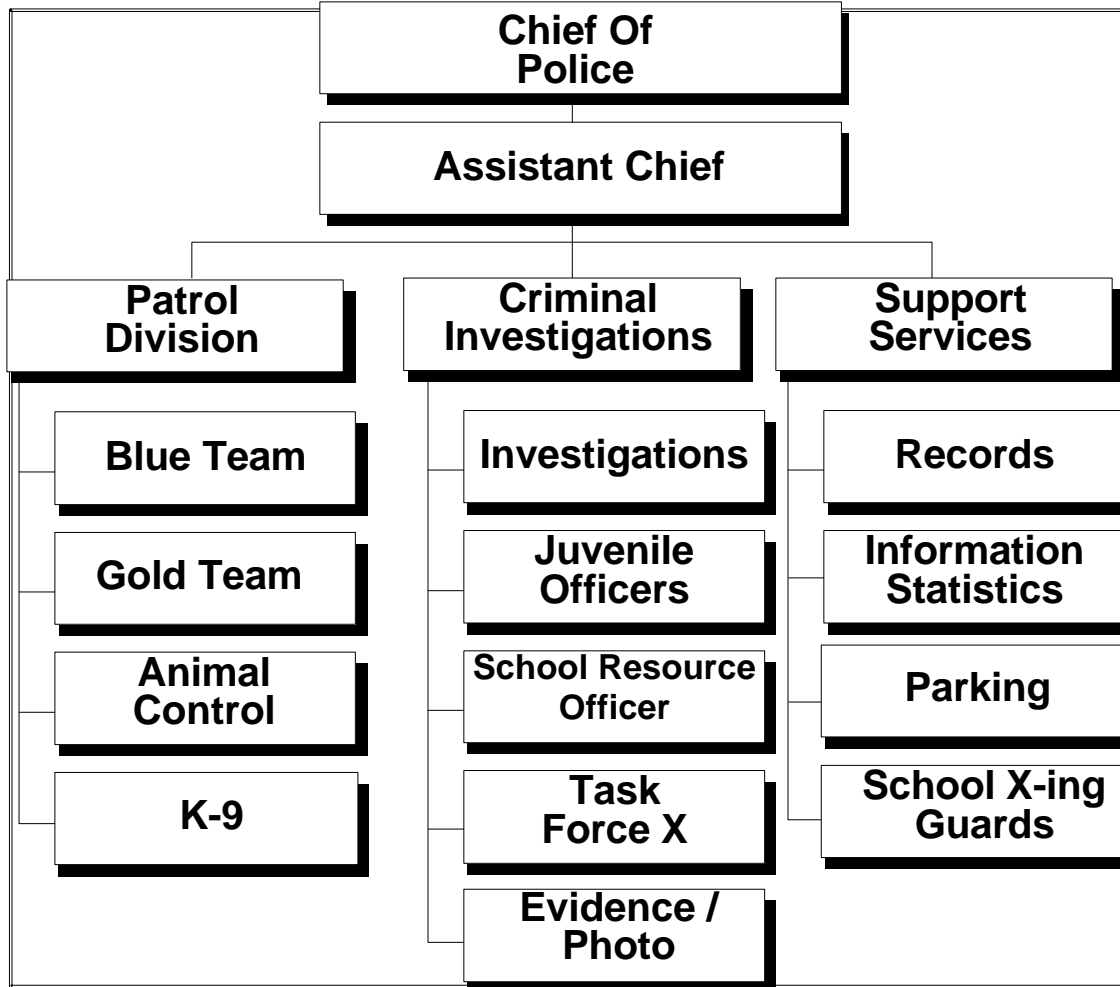 Chief Of
Police
Assistant Chief
Patrol
Division
Blue Team
Gold Team
Animal
Control
K-9
Criminal
Investigations
Investigations
Juvenile
Officers
School Resource
Officer
Task
Force X
Evidence /
Photo
Support
Services
Records
Information
Statistics
Parking
School X-ing
Guards